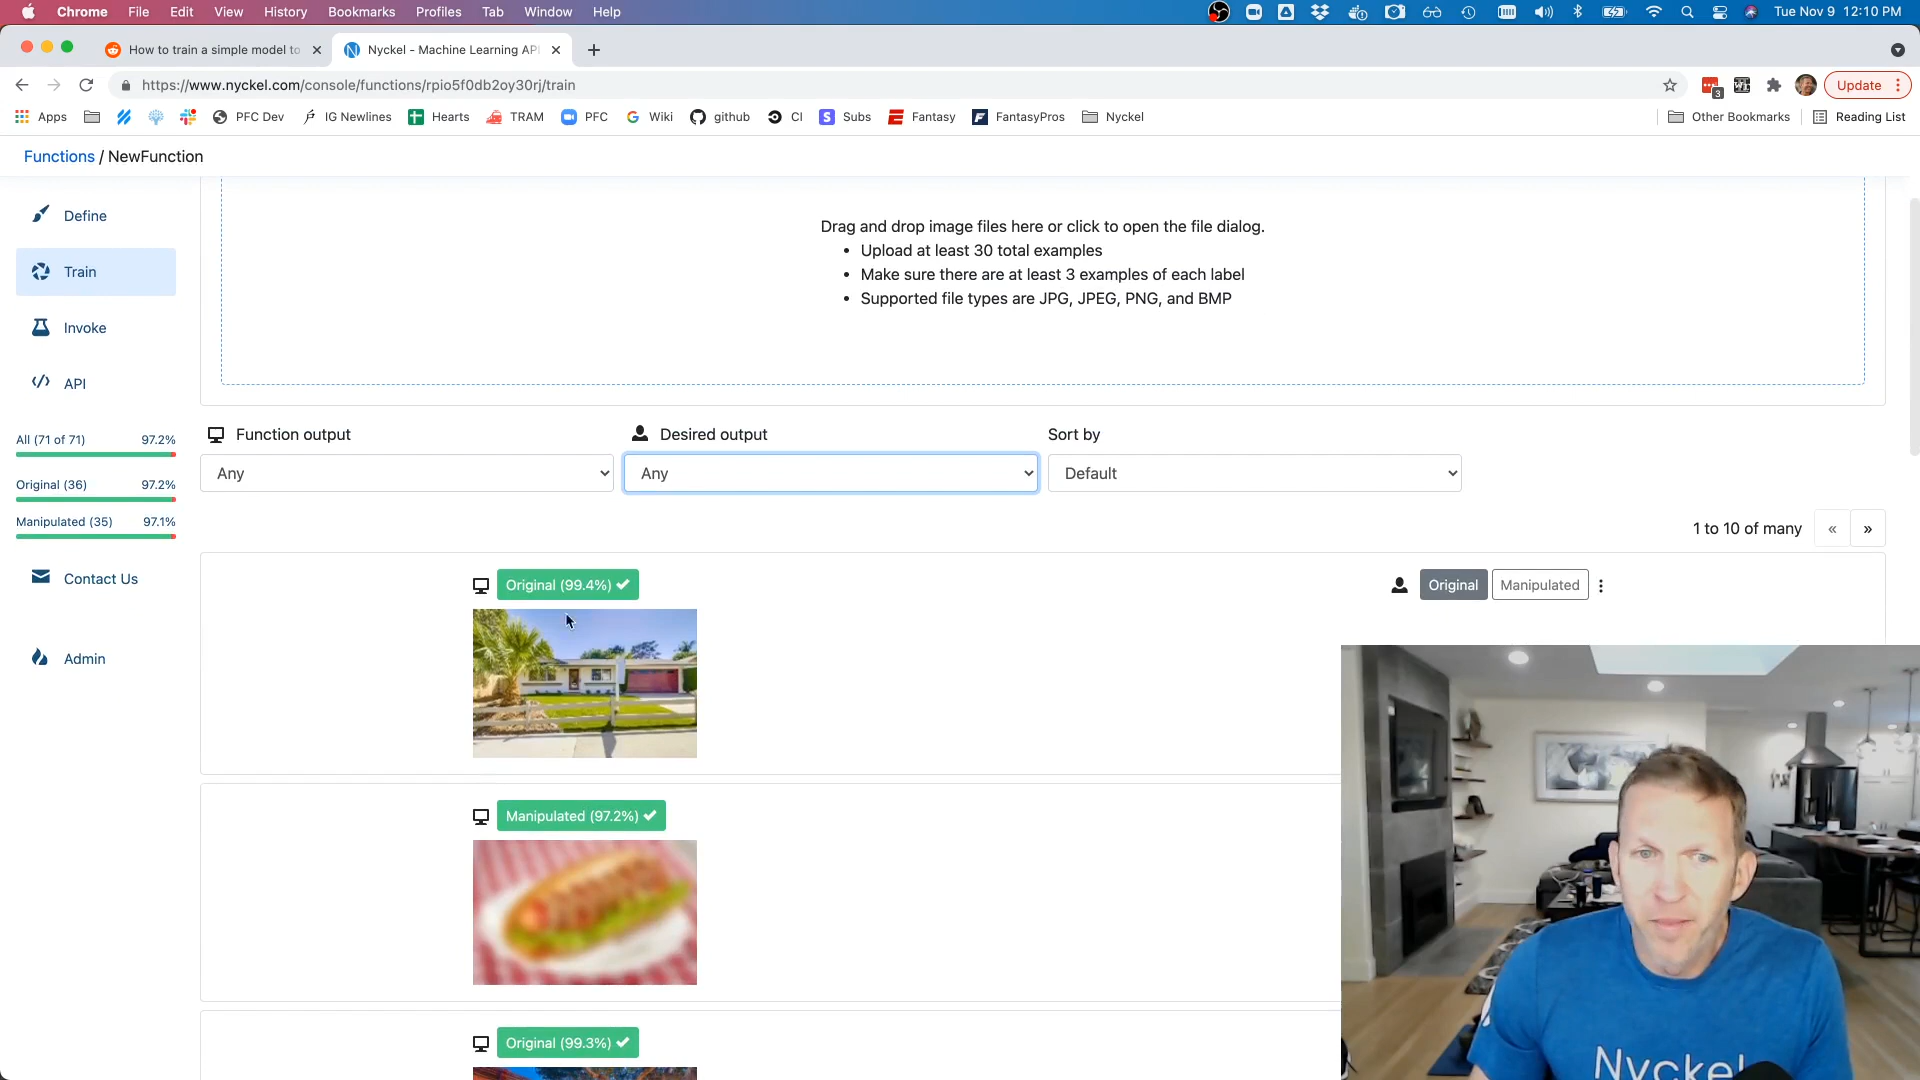 Chrome File Edit View History Bookmarks Profiles Tab Window Help Tue Nov 9 12:10 PM
How to train a simple model to Nyckel - Machine Learning API
https://www.nyckel.com/console/functions/rpio5f0db2oy30rj/train 3 Update
Apps PFC Dev IG Newlines Hearts TRAM PFC Wiki github CI Subs Fantasy FantasyPros Nyckel Other Bookmarks Reading List
Functions / NewFunction
Define
Train
Invoke
API
All (71 of 71) 97.2%
Original (36) 97.2%
Manipulated (35) 97.1%
Contact Us
Admin
Drag and drop image files here or click to open the file dialog.
• Upload at least 30 total examples
• Make sure there are at least 3 examples of each label
• Supported file types are JPG, JPEG, PNG, and BMP
Function output Desired output Sort by
Any Any Default
1 to 10 of many « »
Original (99.4%) Original Manipulated
Manipulated (97.2%)
Original (99.3%)
Nyckel